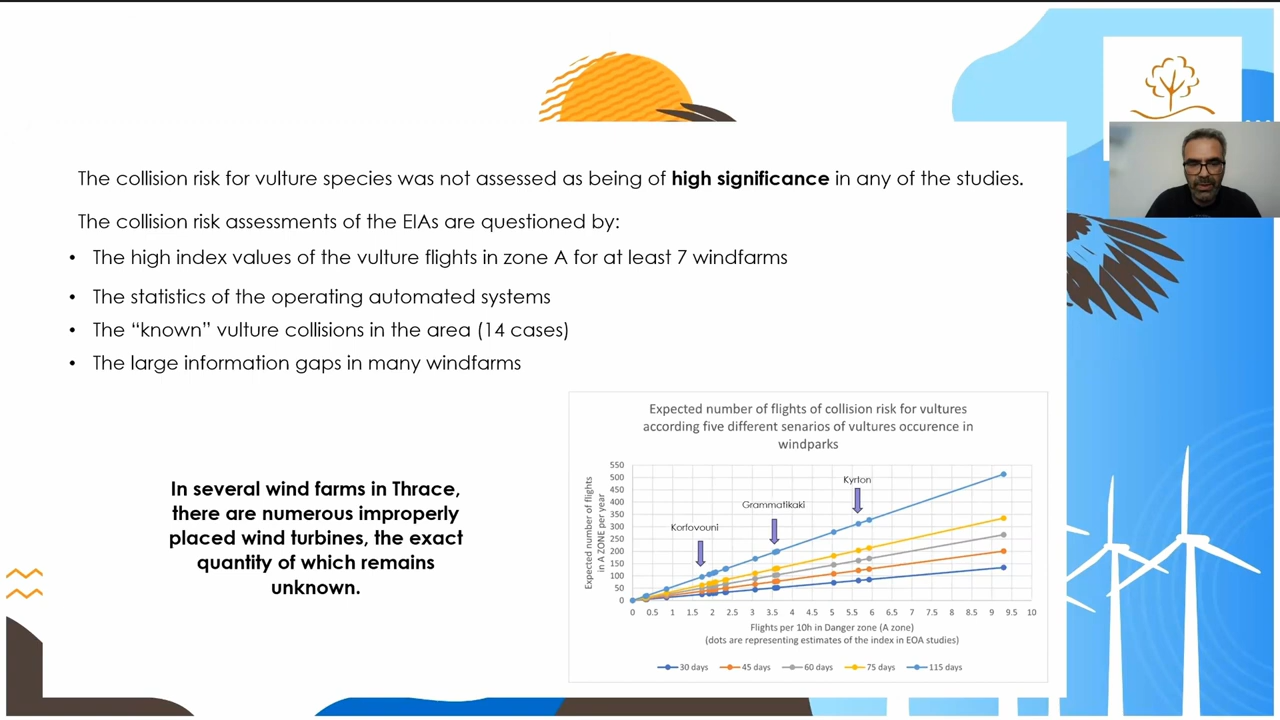 The collision risk for vulture species was not assessed as being of high significance in any of the studies.
The collision risk assessments of the EIAs are questioned by:
• The high index values of the vulture flights in zone A for at least 7 windfarms
• The statistics of the operating automated systems
• The “known” vulture collisions in the area (14 cases)
• The large information gaps in many windfarms
In several wind farms in Thrace,
there are numerous improperly
placed wind turbines, the exact
quantity of which remains
unknown.
Expected number of flights of collision risk for vultures
according five different senarios of vultures occurence in
windparks
Expected number of flights
in A ZONE per year
550
500
450
400
350
300
250
200
150
100
50
0
Korfovouni
Grammatikaki
Kyrton
0 0.5 1 1.5 2 2.5 3 3.5 4 4.5 5 5.5 6 6.5 7 7.5 8 8.5 9 9.5 10
Flights per 10h in Danger zone (A zone)
(dots are representing estimates of the index in EOA studies)
30 days 45 days 60 days 75 days 115 days